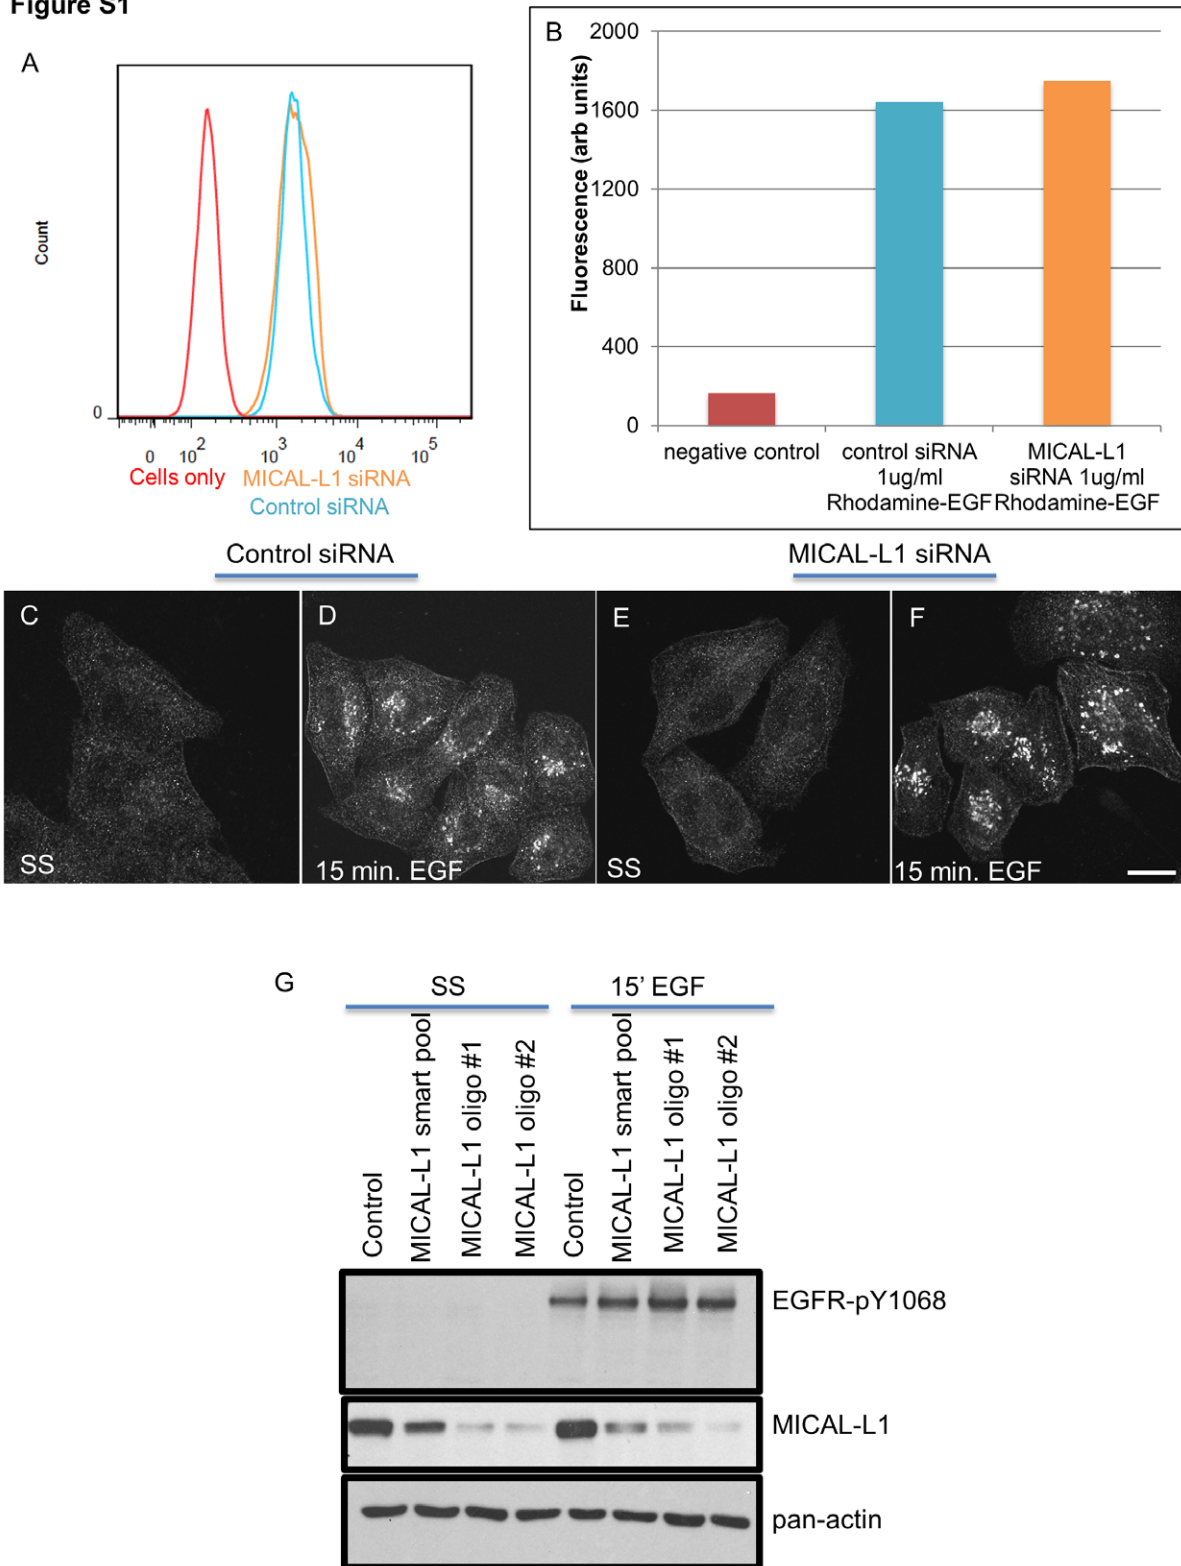 Figure S1
A
Count
0
0 10^2 10^3 10^4 10^5
Cells only MICAL-L1 siRNA
Control siRNA
B
Fluorescence (arb units)
2000
1600
1200
800
400
0
negative control
control siRNA
1ug/ml
Rhodamine-EGF
MICAL-L1
siRNA 1ug/ml
Rhodamine-EGF
Control siRNA
MICAL-L1 siRNA
C
SS
D
15 min. EGF
E
SS
F
15 min. EGF
G
SS
15’ EGF
Control
MICAL-L1 smart pool
MICAL-L1 oligo #1
MICAL-L1 oligo #2
Control
MICAL-L1 smart pool
MICAL-L1 oligo #1
MICAL-L1 oligo #2
EGFR-pY1068
MICAL-L1
pan-actin